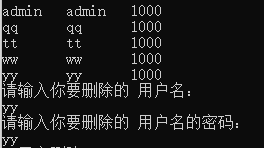 admin admin 1000
qq qq 1000
tt tt 1000
ww ww 1000
yy yy 1000
请输入你要删除的 用户名：
yy
请输入你要删除的 用户名的密码：
yy